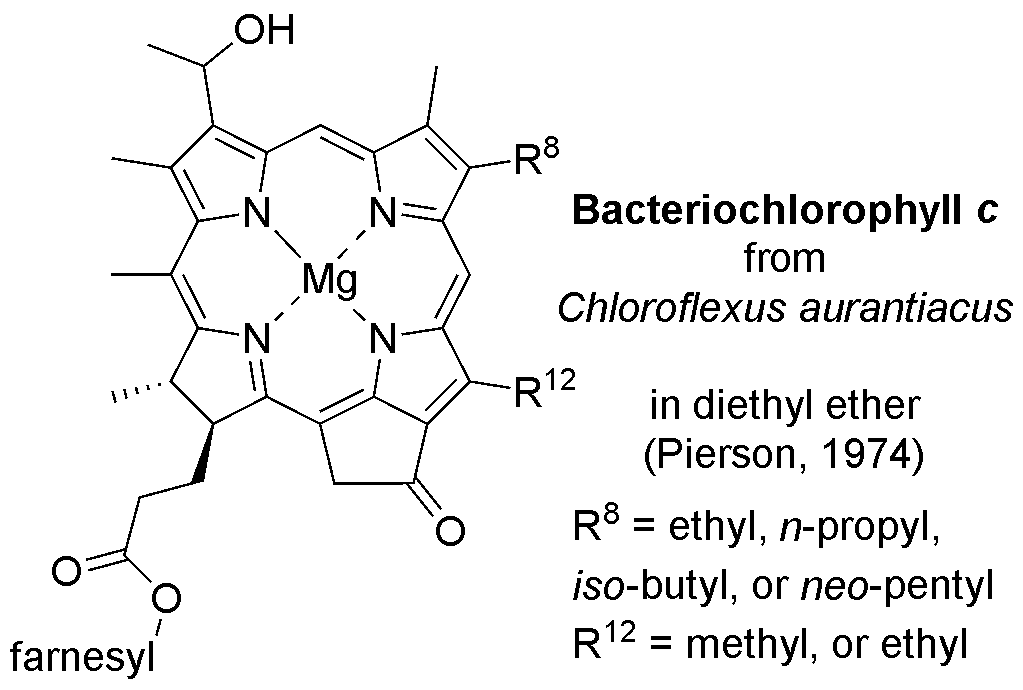 OH
R⁸
N
N
Mg
N
N
R¹²
O
O
O
farnesyl
Bacteriochlorophyll c
from
Chloroflexus aurantiacus
in diethyl ether
(Pierson, 1974)
R⁸ = ethyl, n-propyl,
iso-butyl, or neo-pentyl
R¹² = methyl, or ethyl